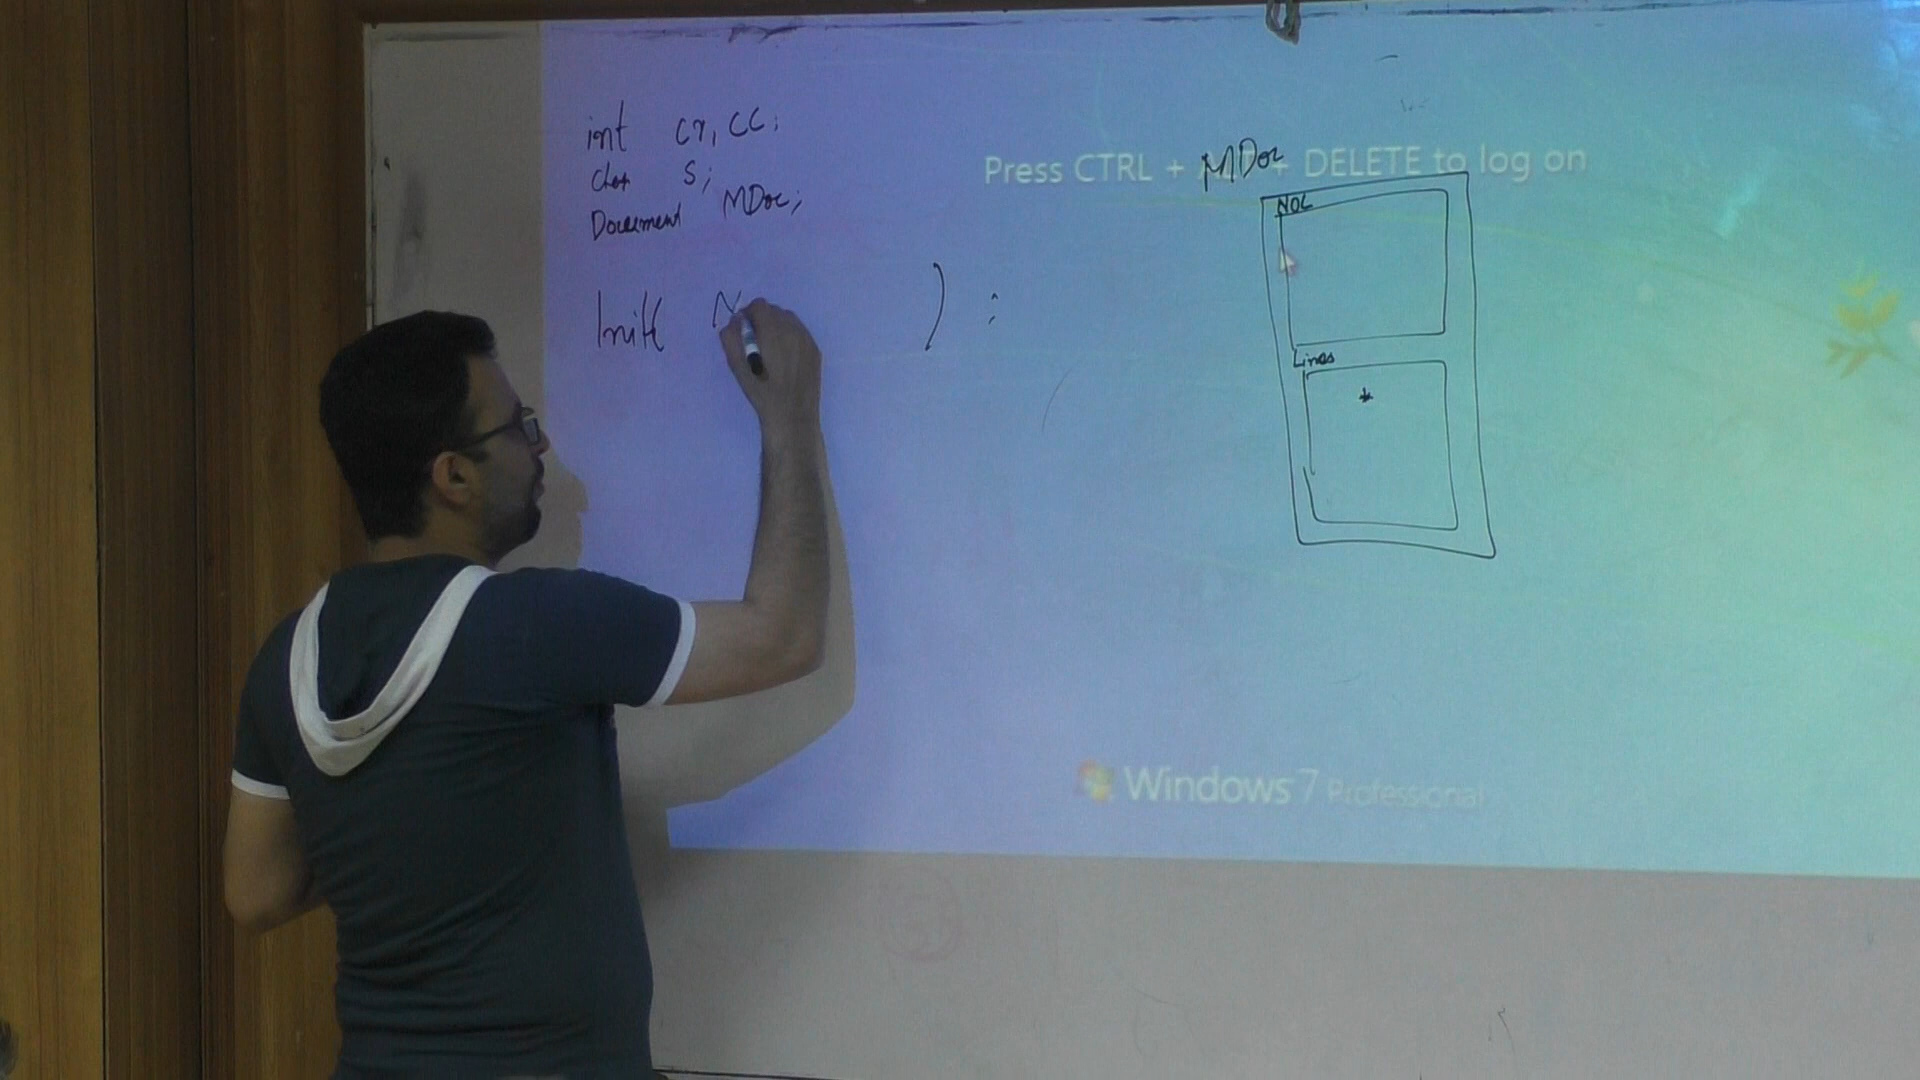 int cr, cc;
char S;
Document MDoc;
Init( ) ;
MDoc
Press CTRL + + DELETE to log on
NOL
Lines
*
Windows 7 Professional